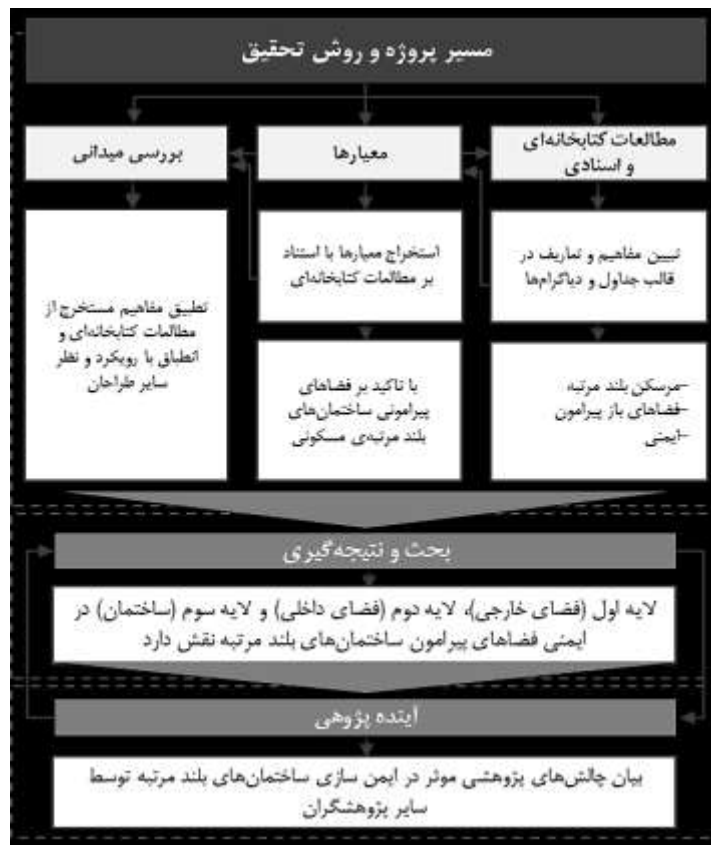 مسیر پروژه و روش تحقیق
مطالعات کتابخانه‌ای
و اسنادی
معیارها
بررسی میدانی
تبیین مفاهیم و تعاریف در
قالب جداول و دیاگرام‌ها
استخراج معیارها با استناد
بر مطالعات کتابخانه‌ای
تطبیق مفاهیم مستخرج از
مطالعات کتابخانه‌ای و
انطباق با رویکرد و نظر
سایر طراحان
-مرسکن بلند مرتبه
-فضاهای باز پیرامون
-ایمنی
با تاکید بر فضاهای
پیرامونی ساختمان‌های
بلند مرتبه‌ی مسکونی
بحث و نتیجه‌گیری
لایه اول (فضای خارجی)، لایه دوم (فضای داخلی) و لایه سوم (ساختمان) در
ایمنی فضاهای پیرامون ساختمان‌های بلند مرتبه نقش دارد
آینده پژوهی
بیان چالش‌های پژوهشی موثر در ایمن سازی ساختمان‌های بلند مرتبه توسط
سایر پژوهشگران